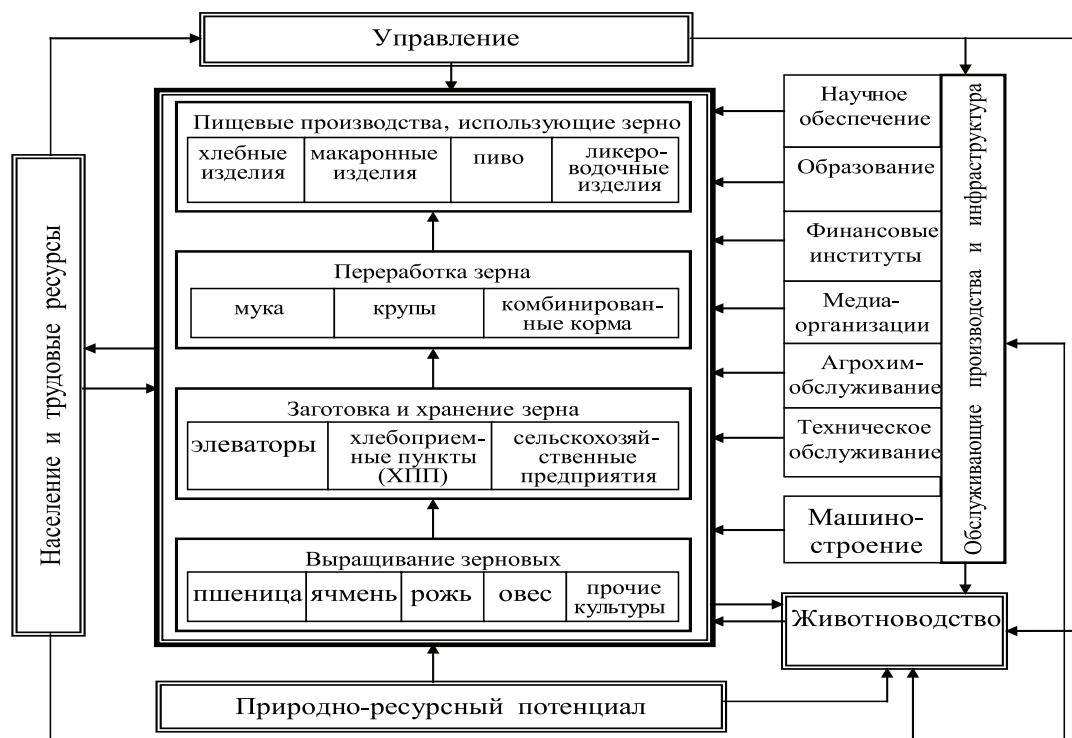 Управление
Пищевые производства, использующие зерно
хлебные
изделия
макаронные
изделия
пиво
ликеро-
водочные
изделия
Переработка зерна
мука
крупы
комбинирован-
ные корма
Заготовка и хранение зерна
элеваторы
хлебоприем-
ные пункты
(ХПП)
сельскохозяй-
ственные
предприятия
Выращивание зерновых
пшеница
ячмень
рожь
овес
прочие
культуры
Природно-ресурсный потенциал
Население и трудовые ресурсы
Научное
обеспечение
Образование
Финансовые
институты
Медиа-
организации
Агрохим-
обслуживание
Техническое
обслуживание
Машино-
строение
Обслуживающие производства и инфраструктура
Животноводство